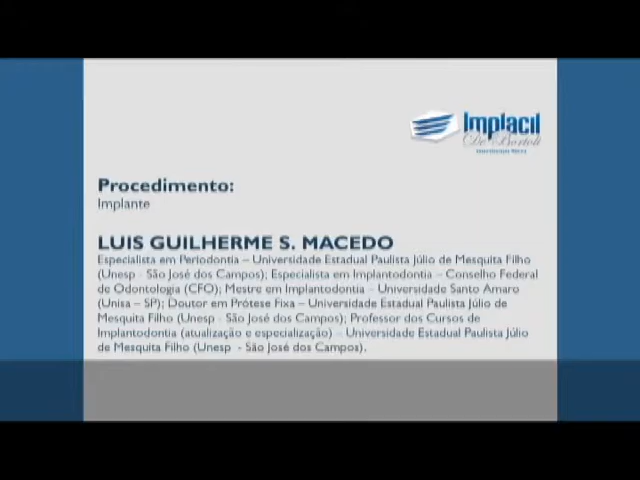 Implacil
De Bortoli
Procedimento:
Implante
LUIS GUILHERME S. MACEDO
Especialista em Periodontia – Universidade Estadual Paulista Júlio de Mesquita Filho
(Unesp - São José dos Campos); Especialista em Implantodontia – Conselho Federal
de Odontologia (CFO); Mestre em Implantodontia – Universidade Santo Amaro
(Unisa – SP); Doutor em Prótese Fixa – Universidade Estadual Paulista Júlio de
Mesquita Filho (Unesp - São José dos Campos); Professor dos Cursos de
Implantodontia (atualização e especialização) – Universidade Estadual Paulista Júlio
de Mesquita Filho (Unesp - São José dos Campos).